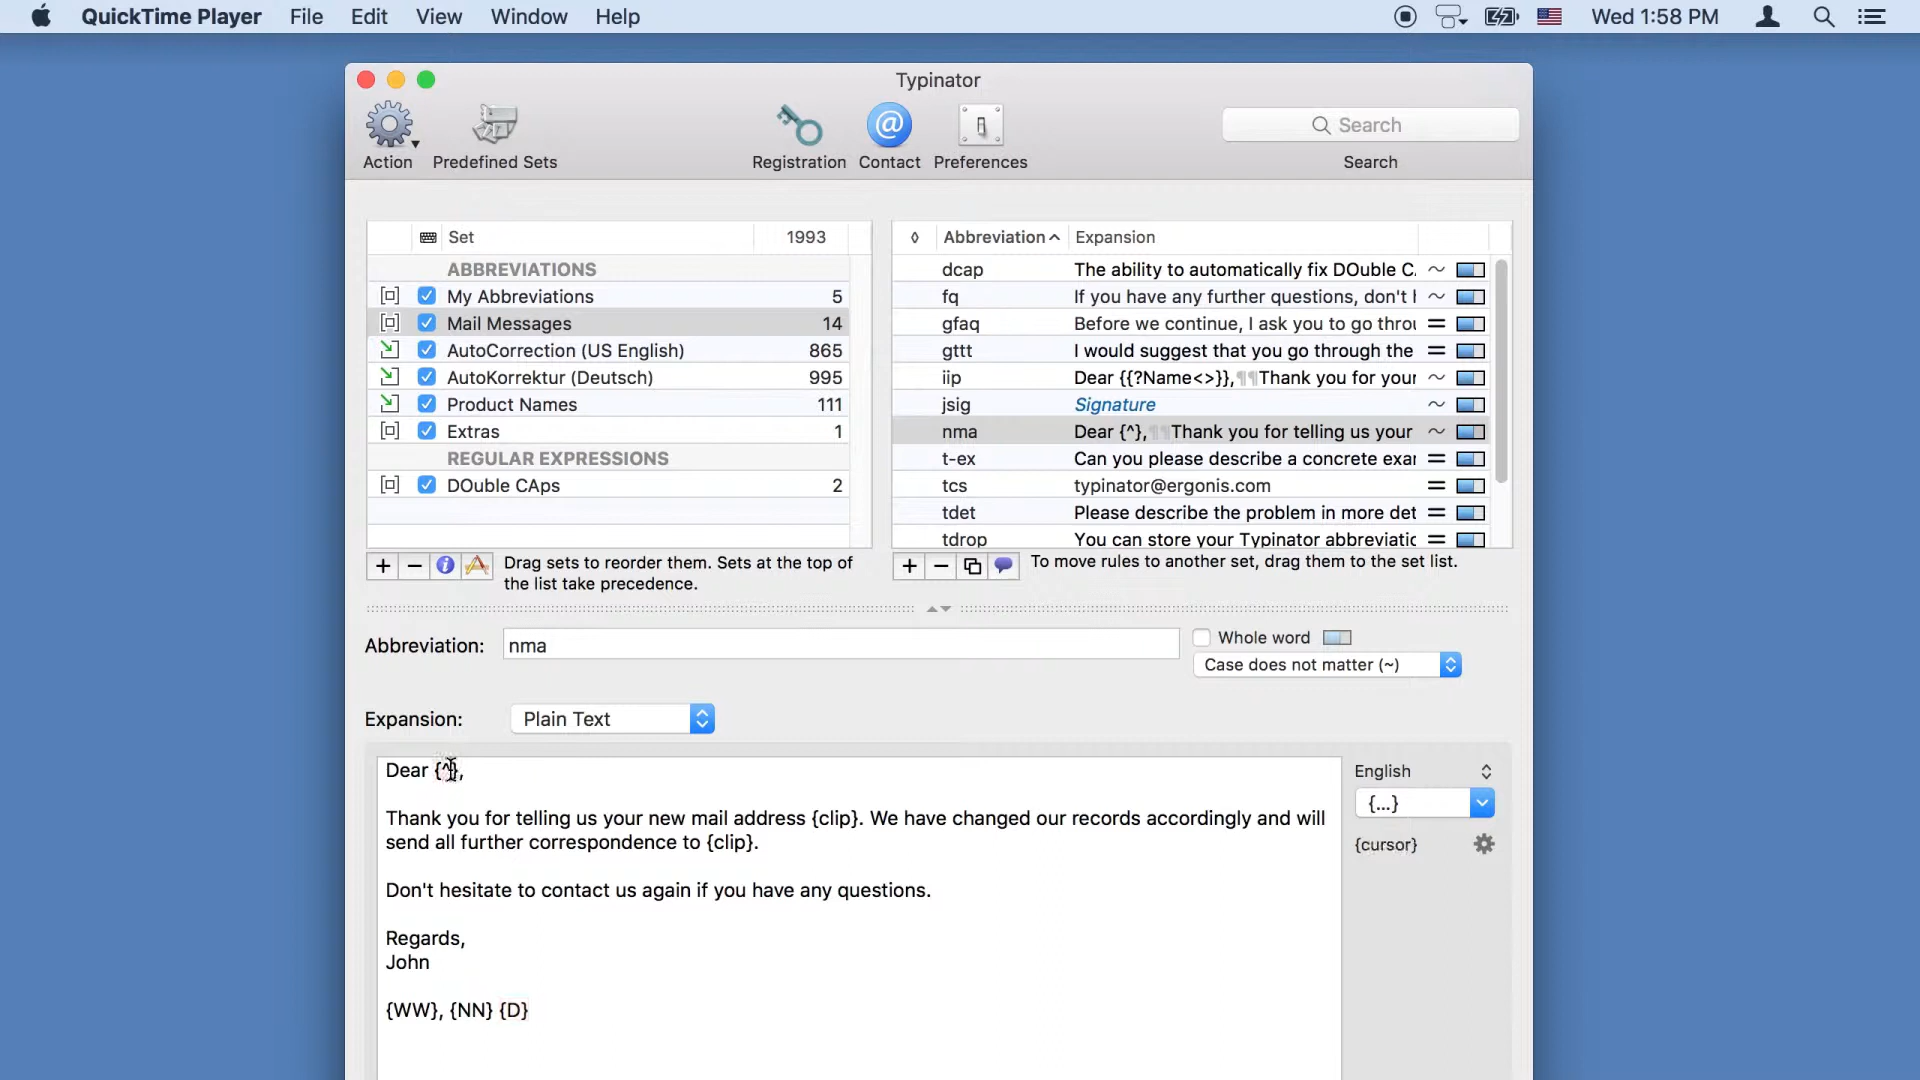 QuickTime Player File Edit View Window Help Wed 1:58 PM
Typinator
Search
Action Predefined Sets Registration Contact Preferences Search
Set 1993
ABBREVIATIONS
My Abbreviations 5
Mail Messages 14
AutoCorrection (US English) 865
AutoKorrektur (Deutsch) 995
Product Names 111
Extras 1
REGULAR EXPRESSIONS
DOuble CAps 2
Abbreviation Expansion
dcap The ability to automatically fix DOuble C. ~
fq If you have any further questions, don't ~
gfaq Before we continue, I ask you to go =
gttt I would suggest that you go through the =
iip Dear {{?Name<>}},¶¶Thank you for your ~
jsig Signature ~
nma Dear {^},¶¶Thank you for telling us your ~
t-ex Can you please describe a concrete =
tcs typinator@ergonis.com =
tdet Please describe the problem in more det =
tdrop You can store your Typinator =
+ − Drag sets to reorder them. Sets at the top of
the list take precedence.
+ − To move rules to another set, drag them to the set list.
Abbreviation: nma
Whole word
Case does not matter (~)
Expansion: Plain Text
Dear {^},
Thank you for telling us your new mail address {clip}. We have changed our records accordingly and will
send all further correspondence to {clip}.
Don't hesitate to contact us again if you have any questions.
Regards,
John
{WW}, {NN} {D}
English
{...}
{cursor}